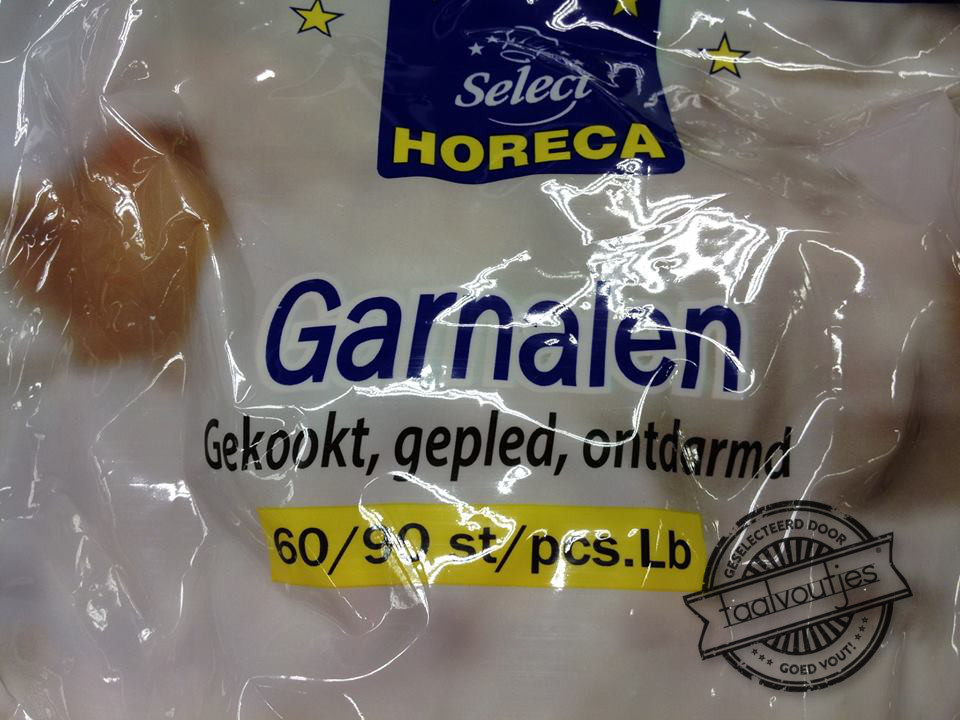 Select
HORECA
Garnalen
Gekookt, gepled, ontdarmd
60/90 st/pcs.Lb
GESELECTEERD DOOR
taalvoutjes
GOED VOUT!